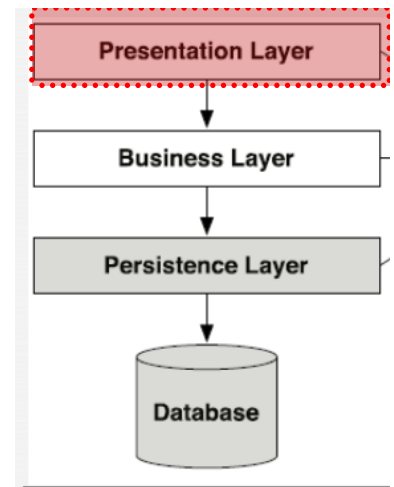 Presentation Layer
Business Layer
Persistence Layer
Database